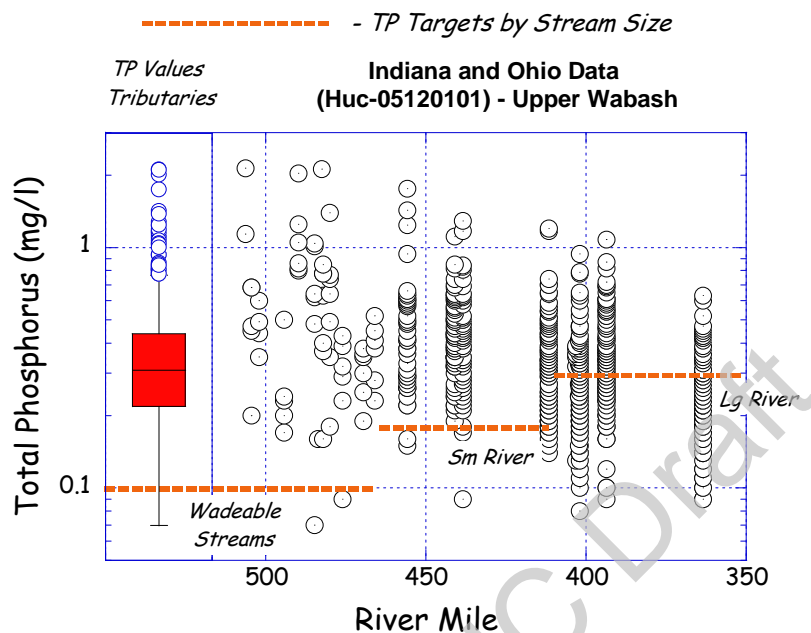 - TP Targets by Stream Size
TP Values
Tributaries
Indiana and Ohio Data
(Huc-05120101) - Upper Wabash
Total Phosphorus (mg/l)
1
0.1
Wadeable
Streams
Sm River
Lg River
500
450
400
350
River Mile
C Draft